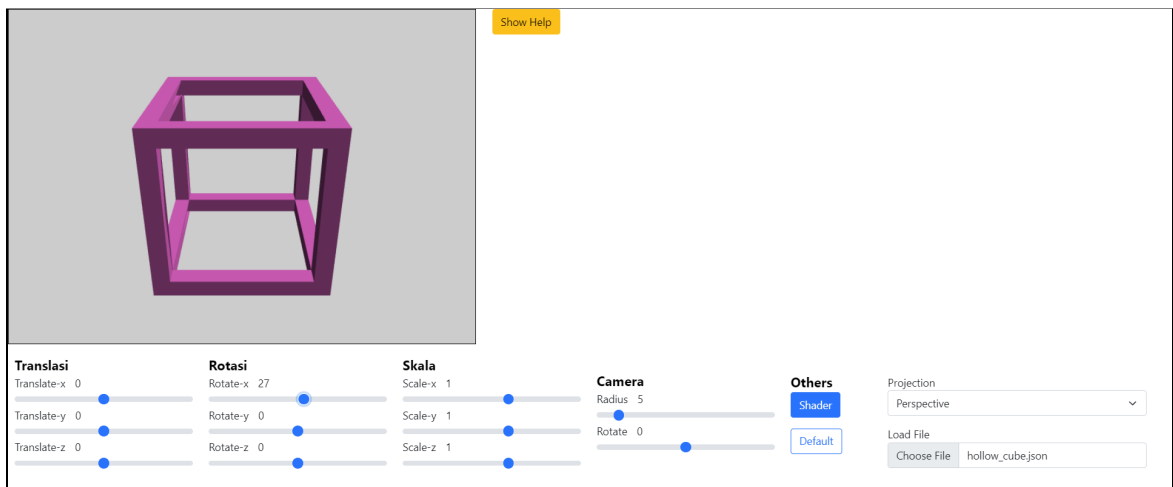 Show Help
Translasi
Translate-x 0
Translate-y 0
Translate-z 0
Rotasi
Rotate-x 27
Rotate-y 0
Rotate-z 0
Skala
Scale-x 1
Scale-y 1
Scale-z 1
Camera
Radius 5
Rotate 0
Others
Shader
Default
Projection
Perspective
Load File
Choose File hollow_cube.json